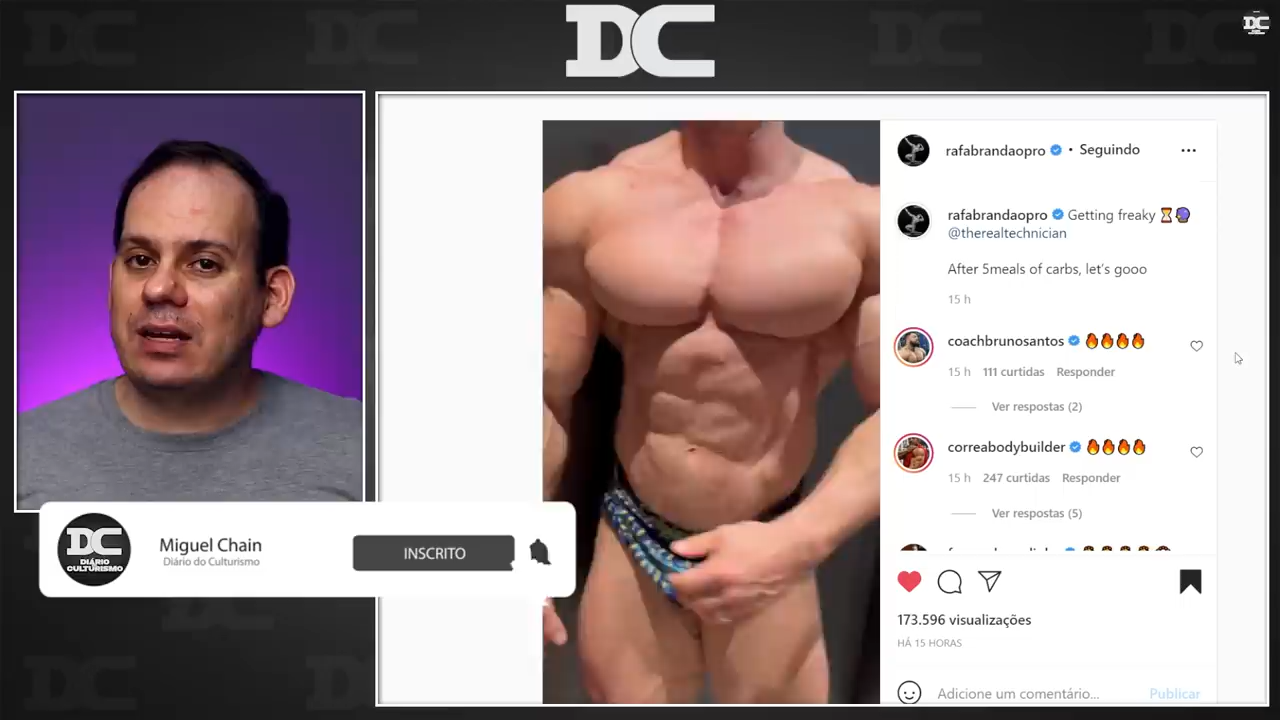 DC
DC
rafabrandaopro • Seguindo
rafabrandaopro Getting freaky
@therealtechnician
After 5meals of carbs, let's gooo
15 h
coachbrunosantos
15 h 111 curtidas Responder
Ver respostas (2)
correabodybuilder
15 h 247 curtidas Responder
Ver respostas (5)
173.596 visualizações
HÁ 15 HORAS
Adicione um comentário... Publicar
DC
DIÁRIO
CULTURISMO
Miguel Chain
Diário do Culturismo
INSCRITO